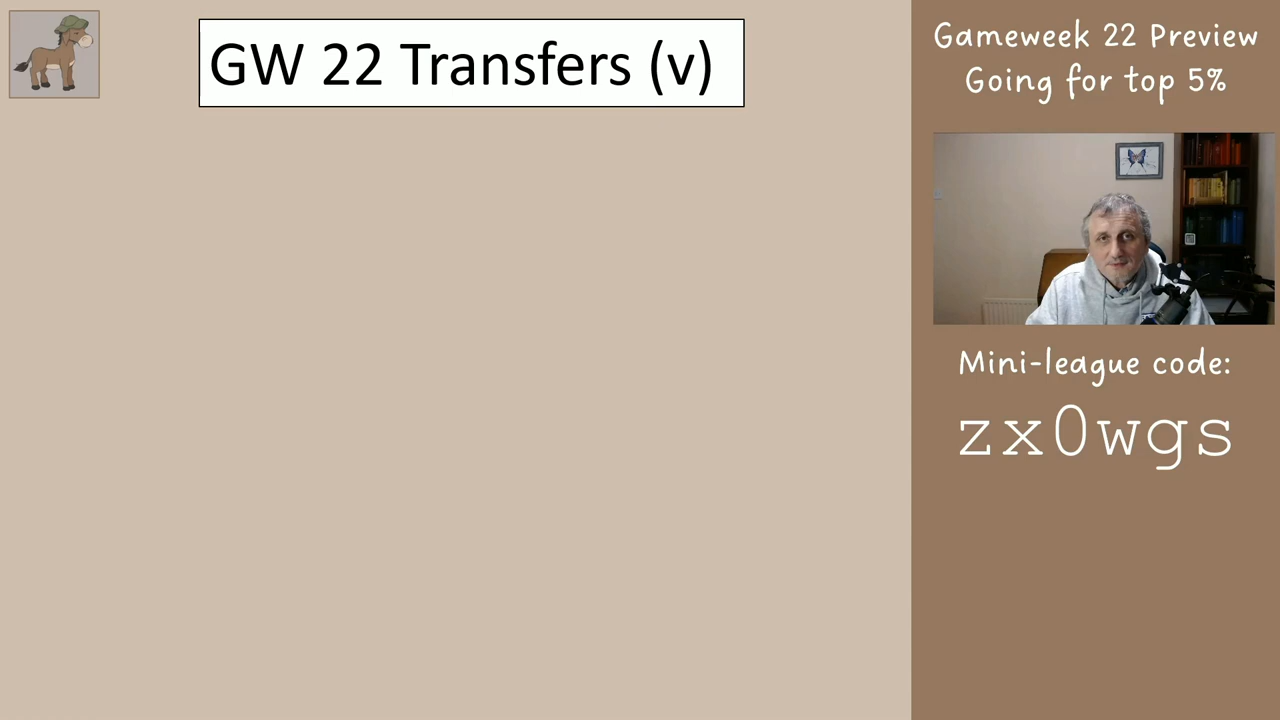 GW 22 Transfers (v)
Gameweek 22 Preview
Going for top 5%
Mini-league code:
zx0wgs